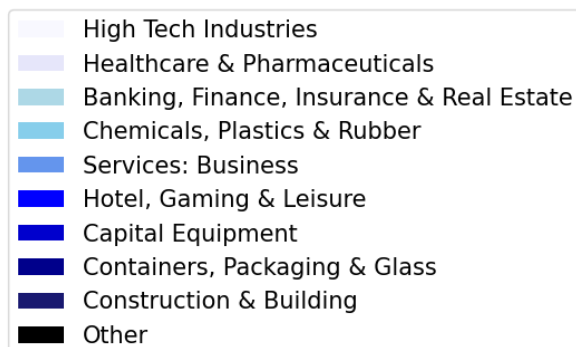 High Tech Industries
Healthcare & Pharmaceuticals
Banking, Finance, Insurance & Real Estate
Chemicals, Plastics & Rubber
Services: Business
Hotel, Gaming & Leisure
Capital Equipment
Containers, Packaging & Glass
Construction & Building
Other